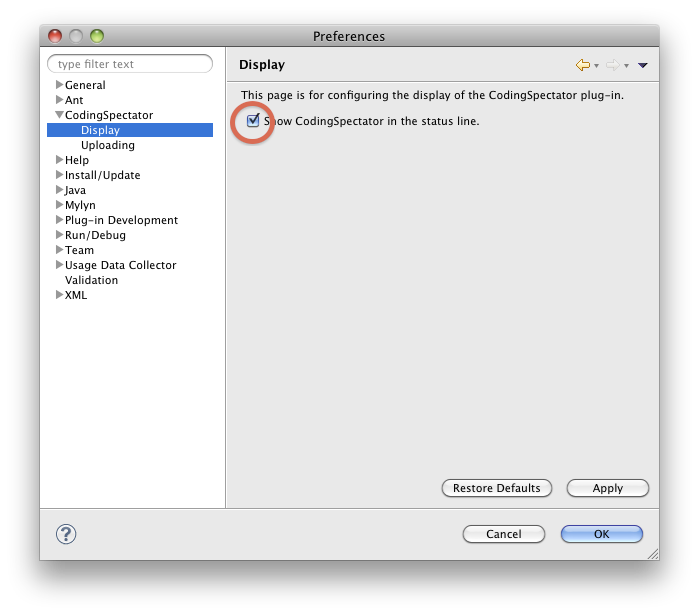 Preferences
type filter text
General
Ant
CodingSpectator
Display
Uploading
Help
Install/Update
Java
Mylyn
Plug-in Development
Run/Debug
Team
Usage Data Collector
Validation
XML
Display
This page is for configuring the display of the CodingSpectator plug-in.
Show CodingSpectator in the status line.
Restore Defaults
Apply
?
Cancel
OK